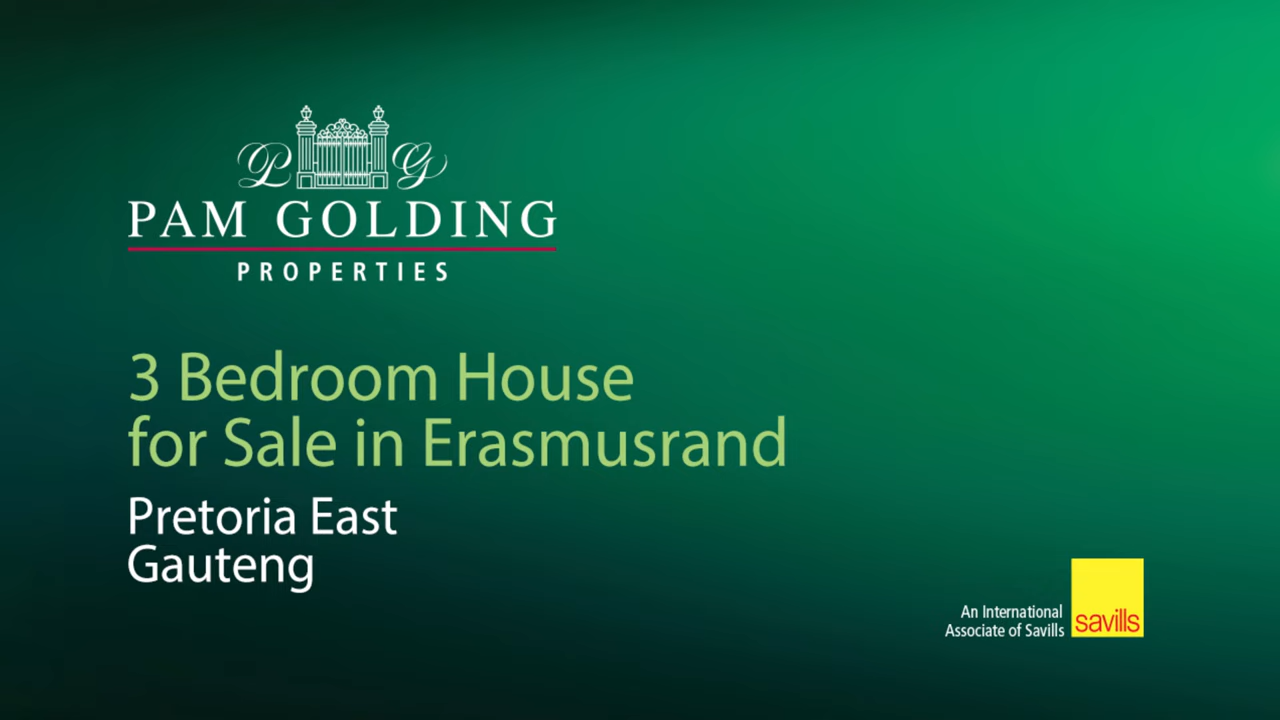 P G
PAM GOLDING
PROPERTIES
3 Bedroom House
for Sale in Erasmusrand
Pretoria East
Gauteng
An International
Associate of Savills
savills